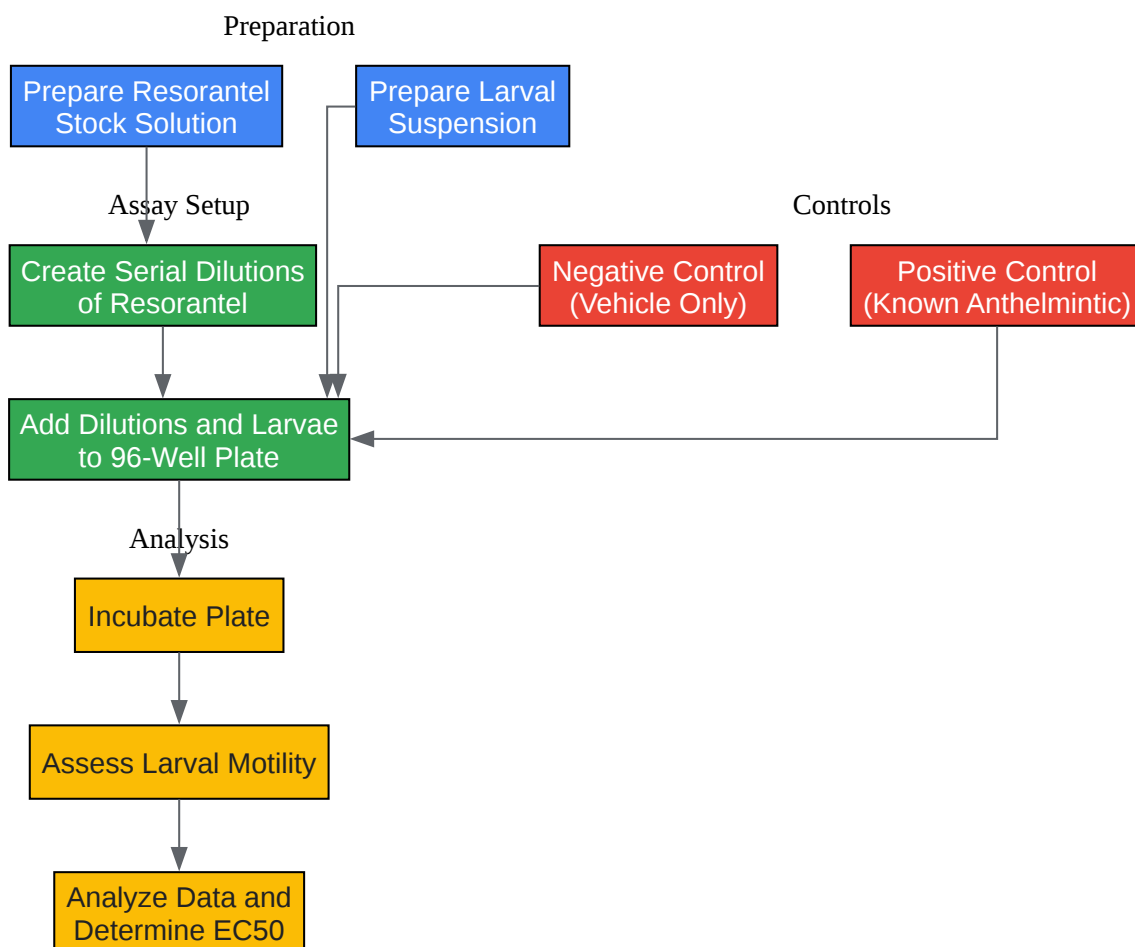 Preparation
Prepare Resorantel
Stock Solution
Prepare Larval
Suspension
Assay Setup
Controls
Create Serial Dilutions
of Resorantel
Negative Control
(Vehicle Only)
Positive Control
(Known Anthelmintic)
Add Dilutions and Larvae
to 96-Well Plate
Analysis
Incubate Plate
Assess Larval Motility
Analyze Data and
Determine EC50